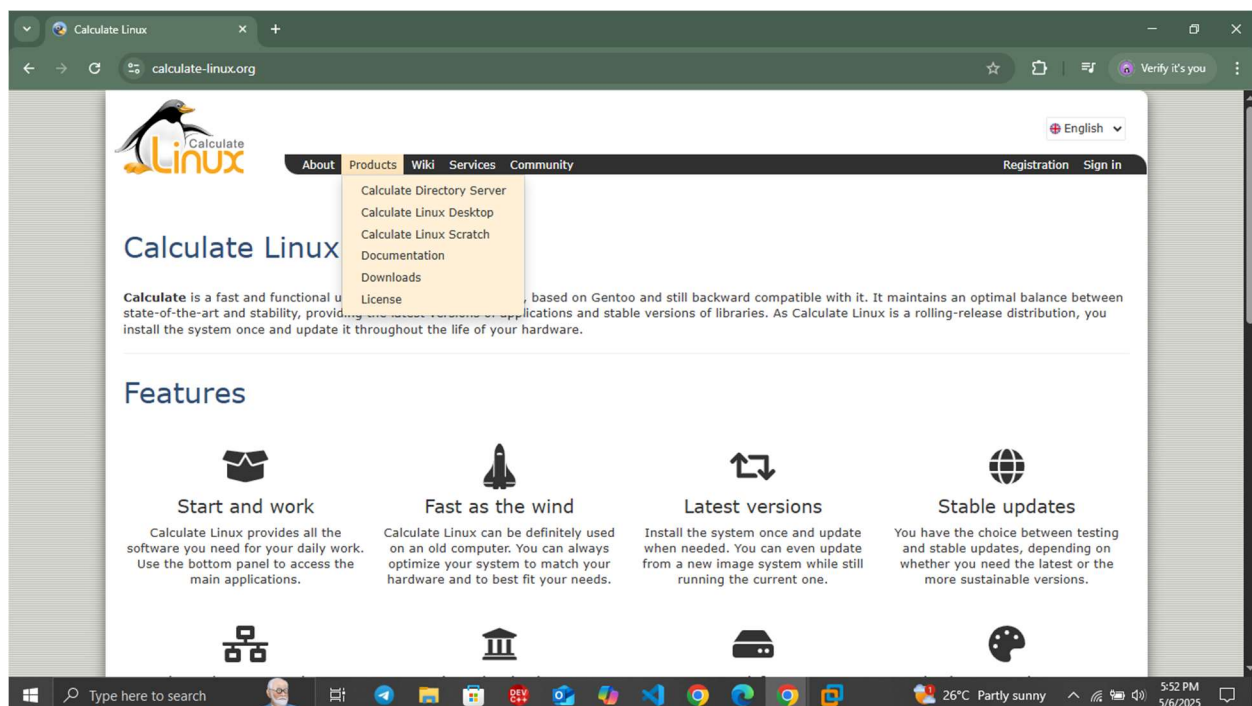 Calculate Linux
calculate-linux.org
Verify it's you
Calculate
Linux
English
About Products Wiki Services Community
Registration Sign in
Calculate Directory Server
Calculate Linux Desktop
Calculate Linux Scratch
Documentation
Downloads
License
Calculate Linux
Calculate is a fast and functional , based on Gentoo and still backward compatible with it. It maintains an optimal balance between
state-of-the-art and stability, providing the latest versions of applications and stable versions of libraries. As Calculate Linux is a rolling-release distribution, you
install the system once and update it throughout the life of your hardware.
Features
Start and work
Calculate Linux provides all the
software you need for your daily work.
Use the bottom panel to access the
main applications.
Fast as the wind
Calculate Linux can be definitely used
on an old computer. You can always
optimize your system to match your
hardware and to best fit your needs.
Latest versions
Install the system once and update
when needed. You can even update
from a new image system while still
running the current one.
Stable updates
You have the choice between testing
and stable updates, depending on
whether you need the latest or the
more sustainable versions.
Type here to search
DEV
C++
26°C Partly sunny
5:52 PM
5/6/2025